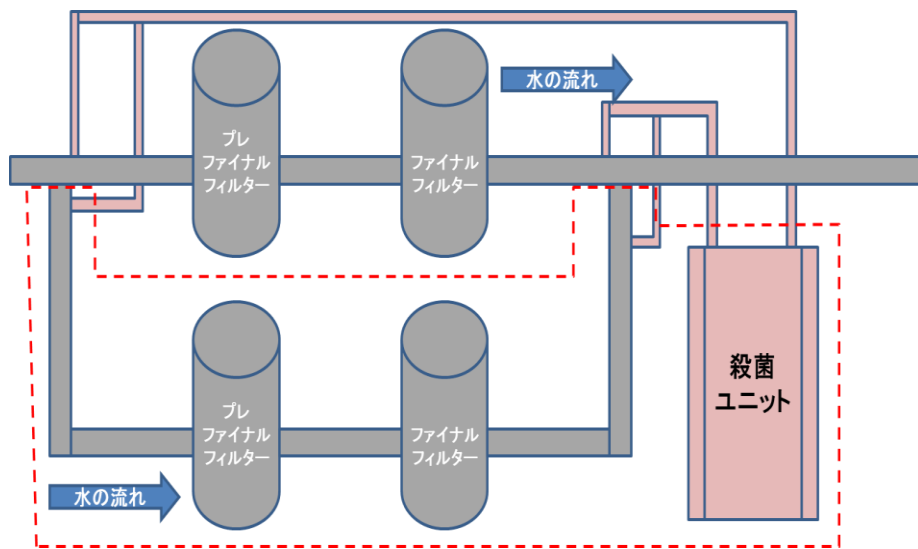 水の流れ
プレ
ファイナル
フィルター
ファイナル
フィルター
プレ
ファイナル
フィルター
ファイナル
フィルター
殺菌
ユニット
水の流れ